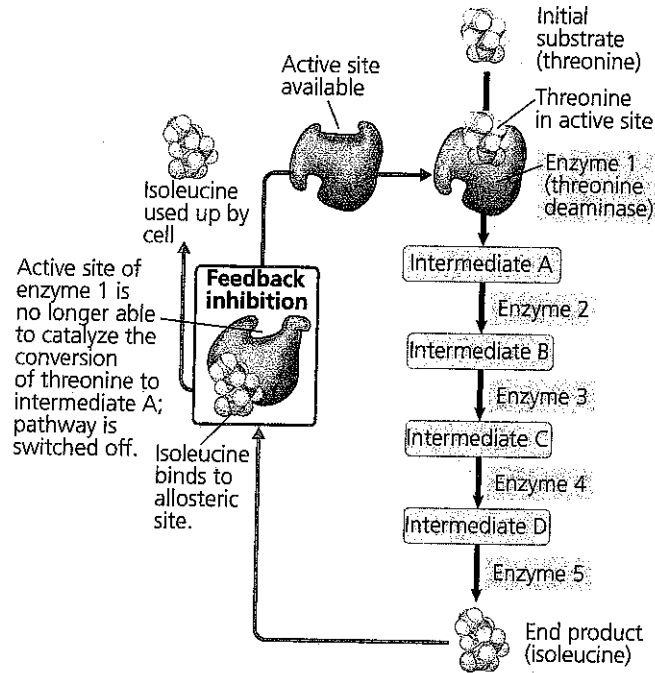 Initial
substrate
(threonine)
Active site
available
Threonine
in active site
Enzyme 1
(threonine
deaminase)
Isoleucine
used up by
cell
Intermediate A
Active site of
enzyme 1 is
no longer able
to catalyze the
conversion
of threonine to
intermediate A;
pathway is
switched off.
Feedback
inhibition
Enzyme 2
Intermediate B
Enzyme 3
Intermediate C
Isoleucine
binds to
allosteric
site.
Enzyme 4
Intermediate D
Enzyme 5
End product
(isoleucine)